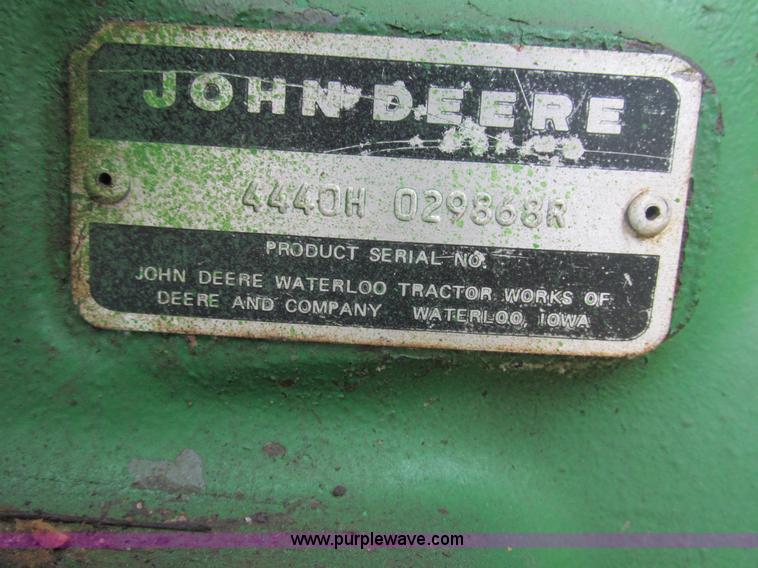 JOHN DEERE
4440H 029868R
PRODUCT SERIAL NO.
JOHN DEERE WATERLOO TRACTOR WORKS OF
DEERE AND COMPANY WATERLOO, IOWA
www.purplewave.com